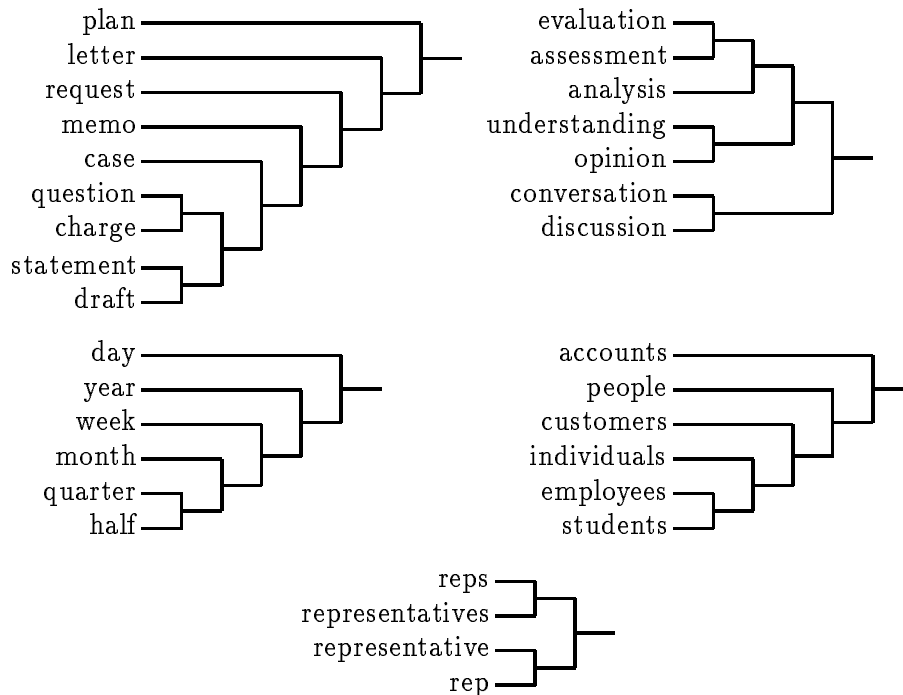 plan
letter
request
memo
case
question
charge
statement
draft
evaluation
assessment
analysis
understanding
opinion
conversation
discussion
day
year
week
month
quarter
half
accounts
people
customers
individuals
employees
students
reps
representatives
representative
rep